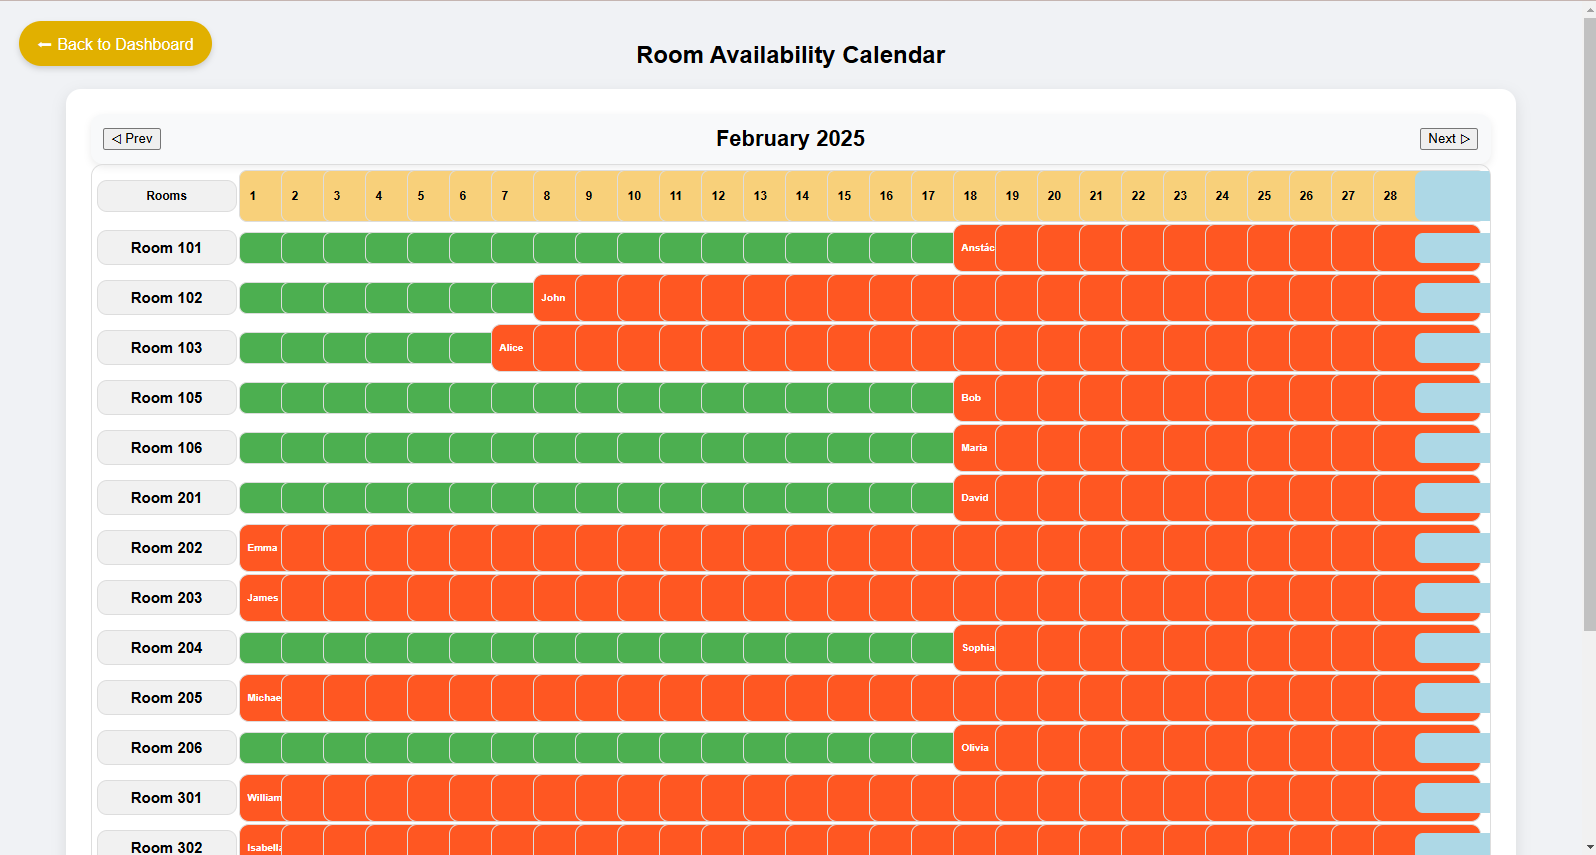 ← Back to Dashboard
Room Availability Calendar
◁ Prev
February 2025
Next ▷
Rooms 1 2 3 4 5 6 7 8 9 10 11 12 13 14 15 16 17 18 19 20 21 22 23 24 25 26 27 28
Room 101 Anstác
Room 102 John
Room 103 Alice
Room 105 Bob
Room 106 Maria
Room 201 David
Room 202 Emma
Room 203 James
Room 204 Sophia
Room 205 Michae
Room 206 Olivia
Room 301 William
Room 302 Isabella